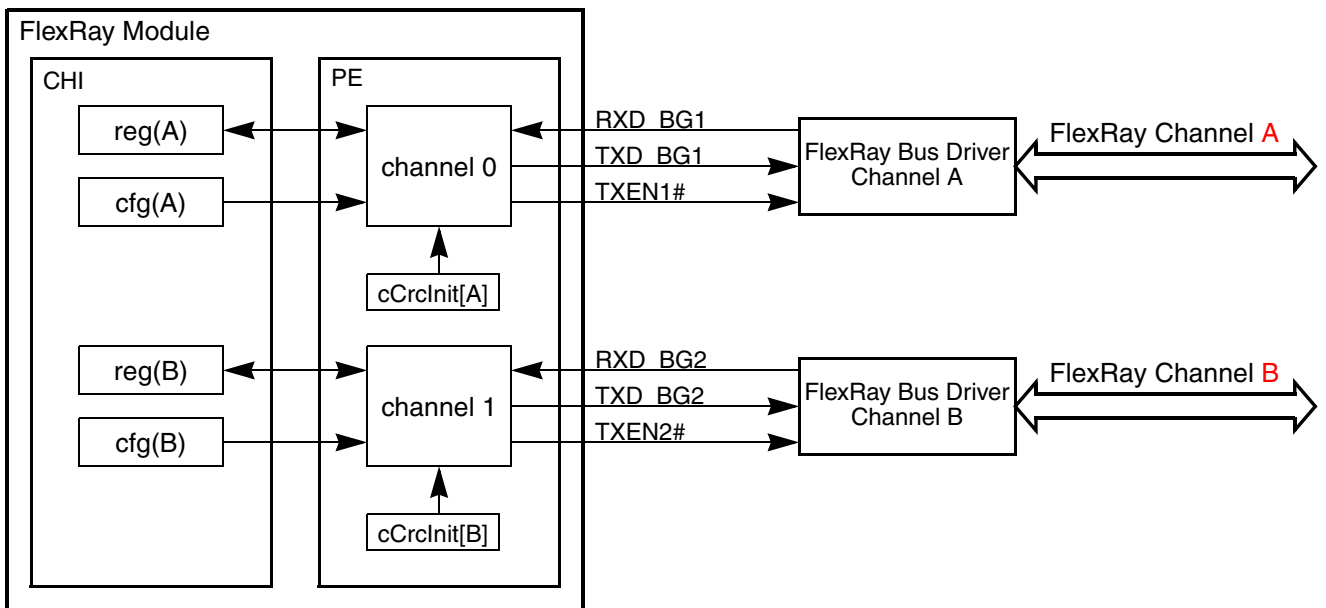 FlexRay Module
CHI
PE
reg(A)
cfg(A)
channel 0
cCrcInit[A]
RXD_BG1
TXD_BG1
TXEN1#
FlexRay Bus Driver
Channel A
FlexRay Channel A
reg(B)
cfg(B)
channel 1
cCrcInit[B]
RXD_BG2
TXD_BG2
TXEN2#
FlexRay Bus Driver
Channel B
FlexRay Channel B